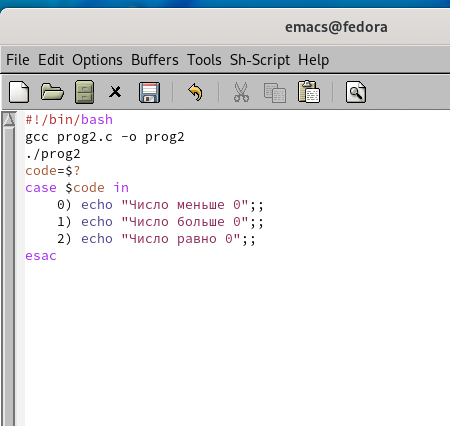 emacs@fedora
File Edit Options Buffers Tools Sh-Script Help
#!/bin/bash
gcc prog2.c -o prog2
./prog2
code=$?
case $code in
    0) echo "Число меньше 0";;
    1) echo "Число больше 0";;
    2) echo "Число равно 0";;
esac